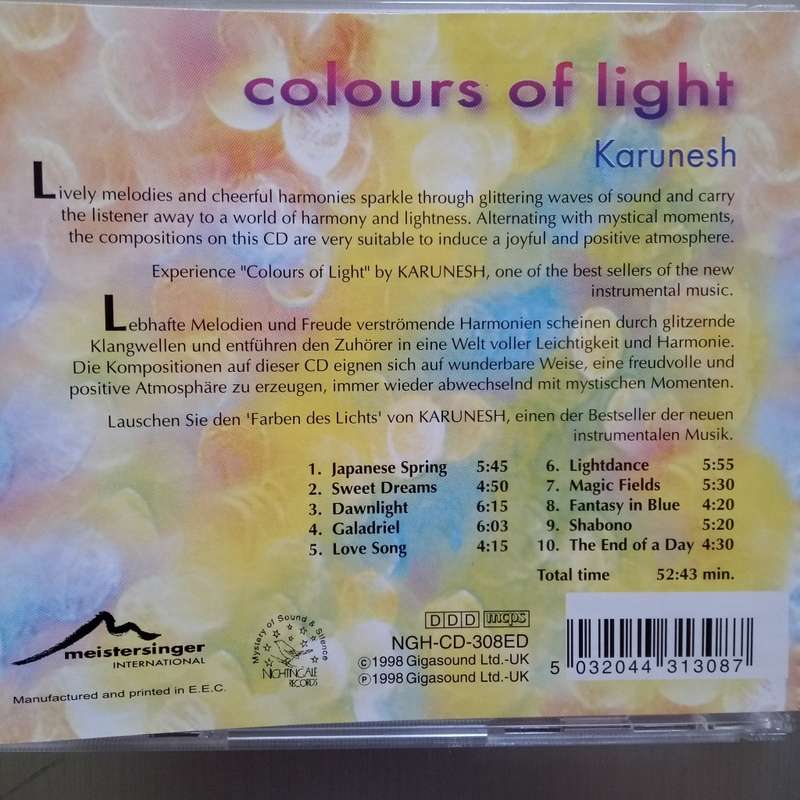 colours of light
Karunesh
Lively melodies and cheerful harmonies sparkle through glittering waves of sound and carry
the listener away to a world of harmony and lightness. Alternating with mystical moments,
the compositions on this CD are very suitable to induce a joyful and positive atmosphere.
Experience "Colours of Light" by KARUNESH, one of the best sellers of the new
instrumental music.
Lebhafte Melodien und Freude verströmende Harmonien scheinen durch glitzernde
Klangwellen und entführen den Zuhörer in eine Welt voller Leichtigkeit und Harmonie.
Die Kompositionen auf dieser CD eignen sich auf wunderbare Weise, eine freudvolle und
positive Atmosphäre zu erzeugen, immer wieder abwechselnd mit mystischen Momenten.
Lauschen Sie den 'Farben des Lichts' von KARUNESH, einen der Bestseller der neuen
instrumentalen Musik.
1. Japanese Spring 5:45
2. Sweet Dreams 4:50
3. Dawnlight 6:15
4. Galadriel 6:03
5. Love Song 4:15
6. Lightdance 5:55
7. Magic Fields 5:30
8. Fantasy in Blue 4:20
9. Shabono 5:20
10. The End of a Day 4:30
Total time 52:43 min.
meistersinger
INTERNATIONAL
Manufactured and printed in E.E.C.
Mystery of Sound & Silence
NIGHTINGALE
RECORDS
DDD mcps
NGH-CD-308ED
©1998 Gigasound Ltd.-UK
℗1998 Gigasound Ltd.-UK
5 032044 313087